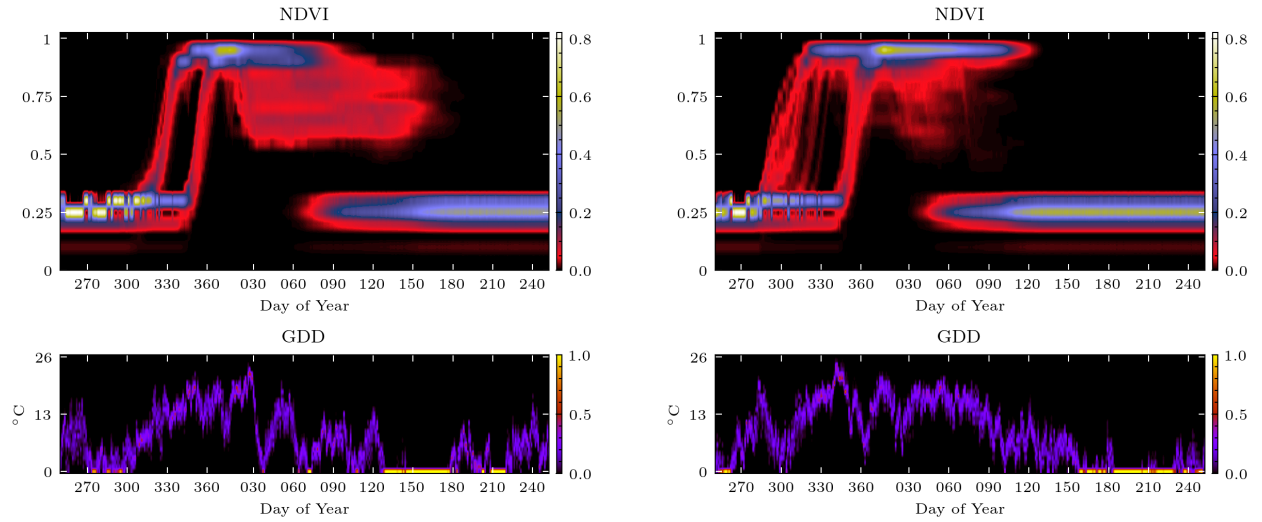 NDVI NDVI
1 0.8 1 0.8
0.75 0.6 0.75 0.6
0.5 0.4 0.5 0.4
0.25 0.2 0.25 0.2
0 0.0 0 0.0
270 300 330 360 030 060 090 120 150 180 210 240 270 300 330 360 030 060 090 120 150 180 210 240
Day of Year Day of Year
GDD GDD
26 1.0 26 1.0
°C 13 0.5 °C 13 0.5
0 0.0 0 0.0
270 300 330 360 030 060 090 120 150 180 210 240 270 300 330 360 030 060 090 120 150 180 210 240
Day of Year Day of Year